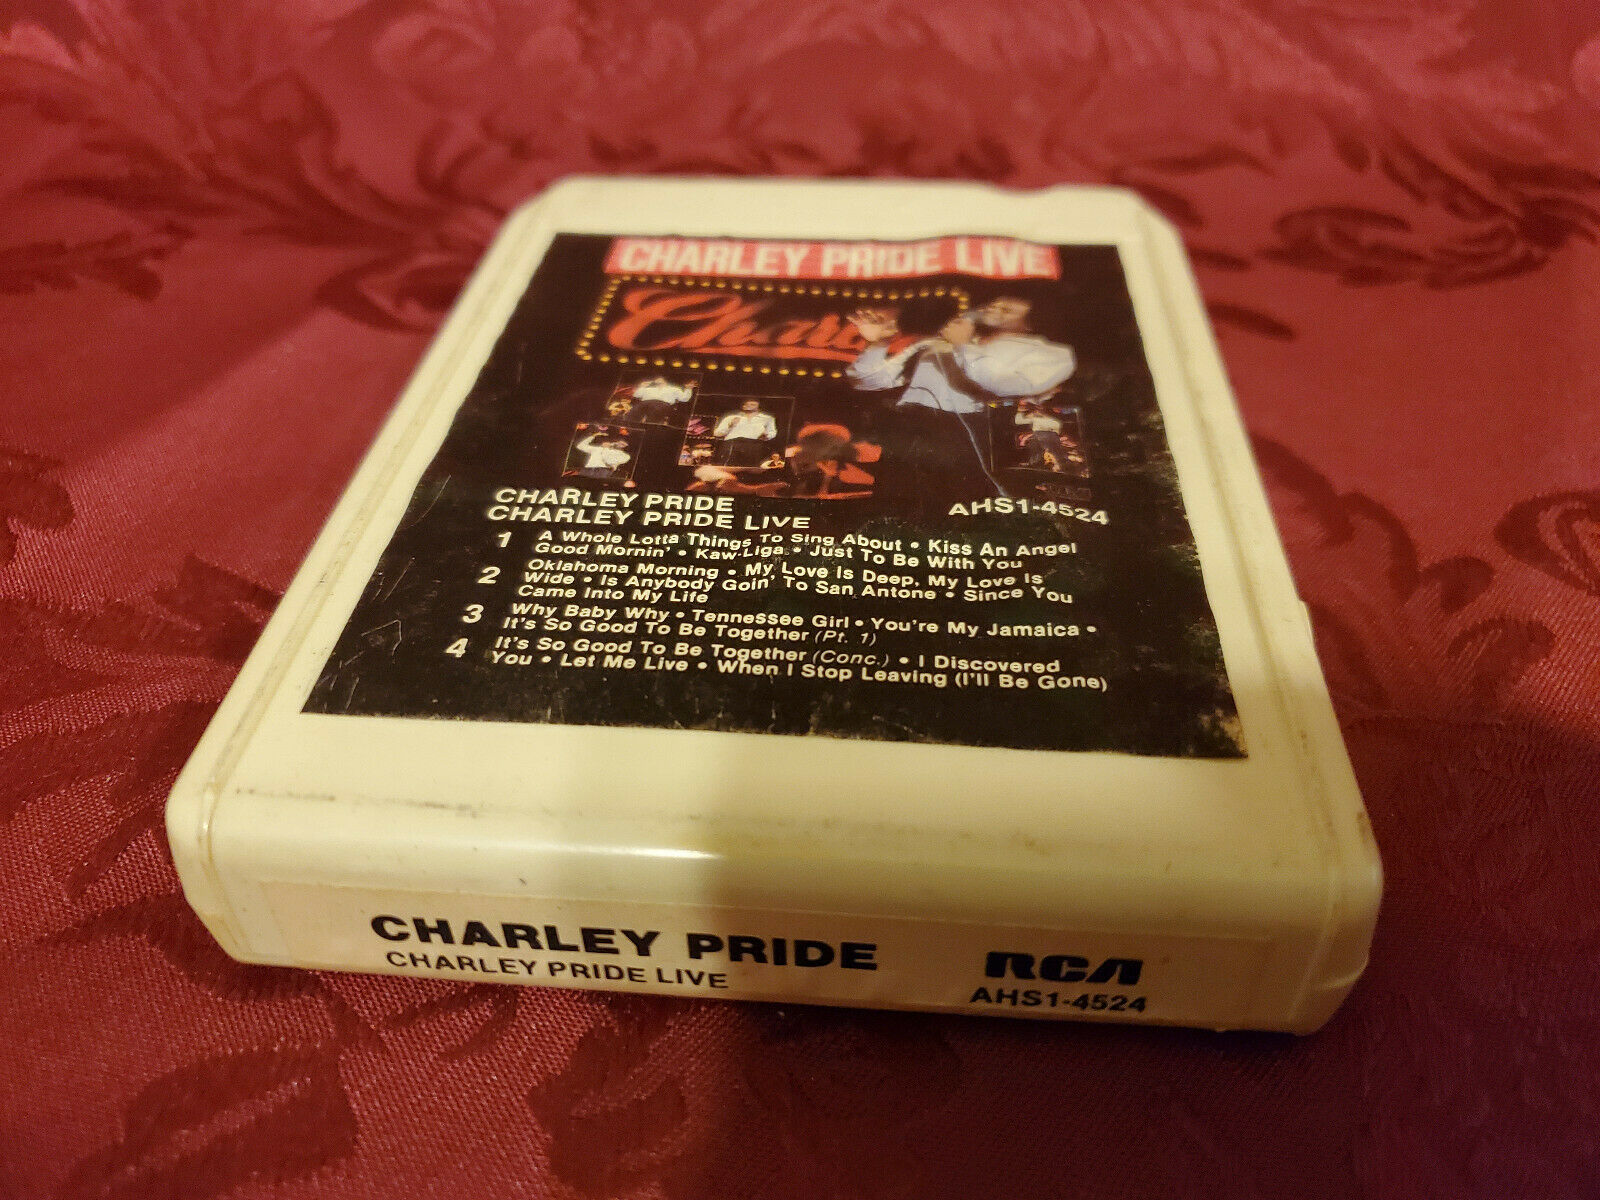 CHARLEY PRIDE LIVE
Charley
CHARLEY PRIDE
CHARLEY PRIDE LIVE
AHS1-4524
1 A Whole Lotta Things To Sing About • Kiss An Angel
Good Mornin' • Kaw-Liga • Just To Be With You
2 Oklahoma Morning • My Love Is Deep, My Love Is
Wide • Is Anybody Goin' To San Antone • Since You
Came Into My Life
3 Why Baby Why • Tennessee Girl • You're My Jamaica •
It's So Good To Be Together (Pt. 1)
4 It's So Good To Be Together (Conc.) • I Discovered
You • Let Me Live • When I Stop Leaving (I'll Be Gone)
CHARLEY PRIDE
CHARLEY PRIDE LIVE
RCA
AHS1-4524